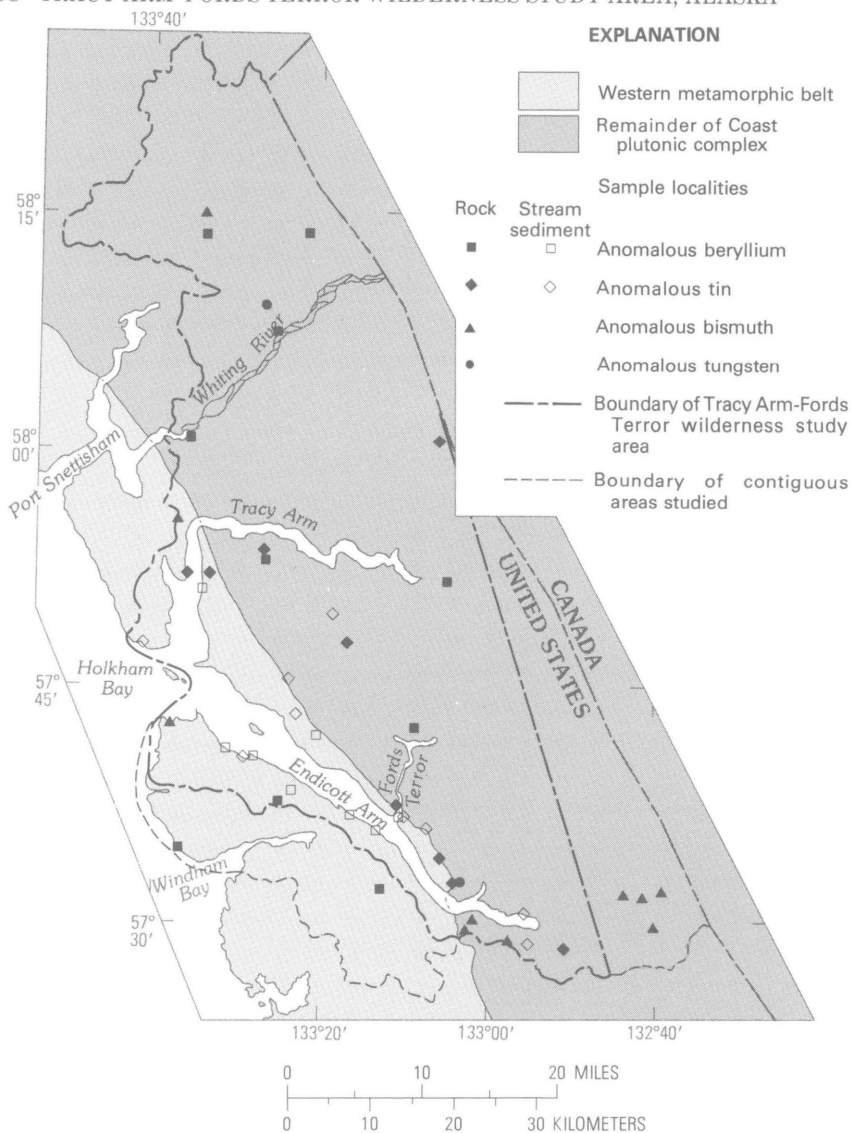 TRACY ARM-FORDS TERROR WILDERNESS STUDY AREA, ALASKA
133°40'
EXPLANATION
Western metamorphic belt
Remainder of Coast
plutonic complex
Sample localities
Rock Stream
sediment
Anomalous beryllium
Anomalous tin
Anomalous bismuth
Anomalous tungsten
Boundary of Tracy Arm-Fords
Terror wilderness study
area
Boundary of contiguous
areas studied
58°
15'
Whiting River
58°
00'
Port Snettisham
Tracy Arm
CANADA
UNITED STATES
Holkham
Bay
57°
45'
Fords
Terror
Endicott Arm
Windham
Bay
57°
30'
133°20'
133°00'
132°40'
0 10 20 MILES
0 10 20 30 KILOMETERS